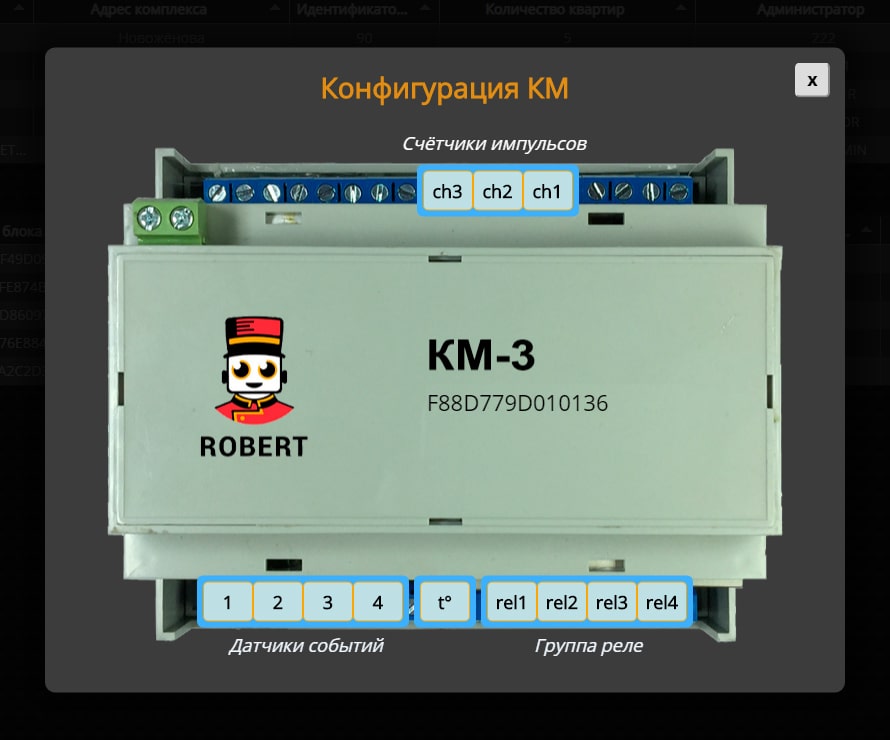 Адрес комплекса Идентификато... Количество квартир Администратор
Новожёнова 90 5 222
Конфигурация КМ
x
Счётчики импульсов
ch3 ch2 ch1
блока
КМ-3
F88D779D010136
ROBERT
1 2 3 4 t° rel1 rel2 rel3 rel4
Датчики событий Группа реле